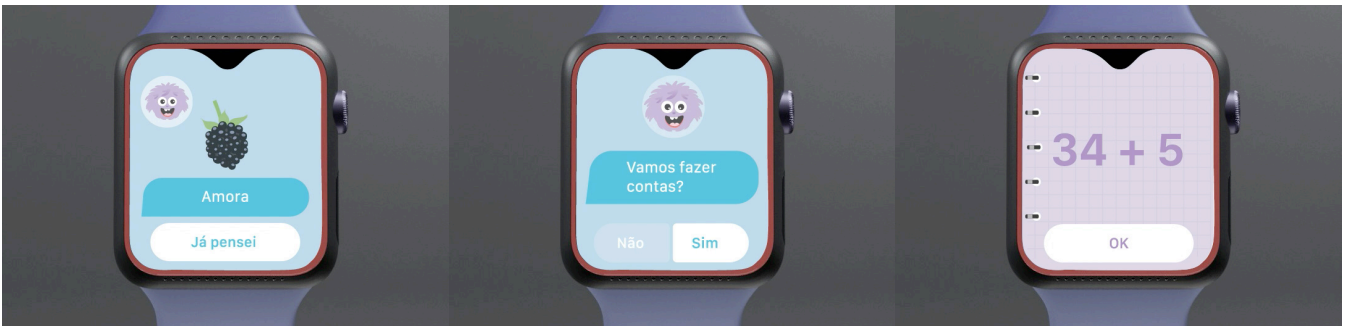 Amora
Já pensei
Vamos fazer
contas?
Não
Sim
34 + 5
OK